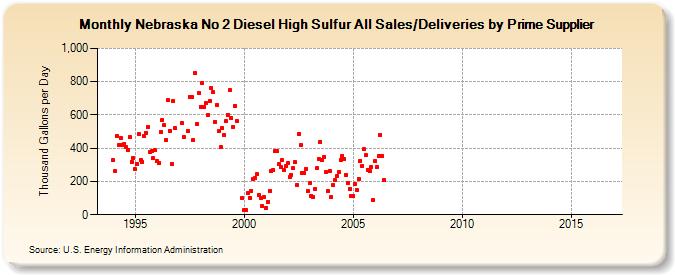 Monthly Nebraska No 2 Diesel High Sulfur All Sales/Deliveries by Prime Supplier
Thousand Gallons per Day
1,000
800
600
400
200
0
1995 2000 2005 2010 2015
Source: U.S. Energy Information Administration